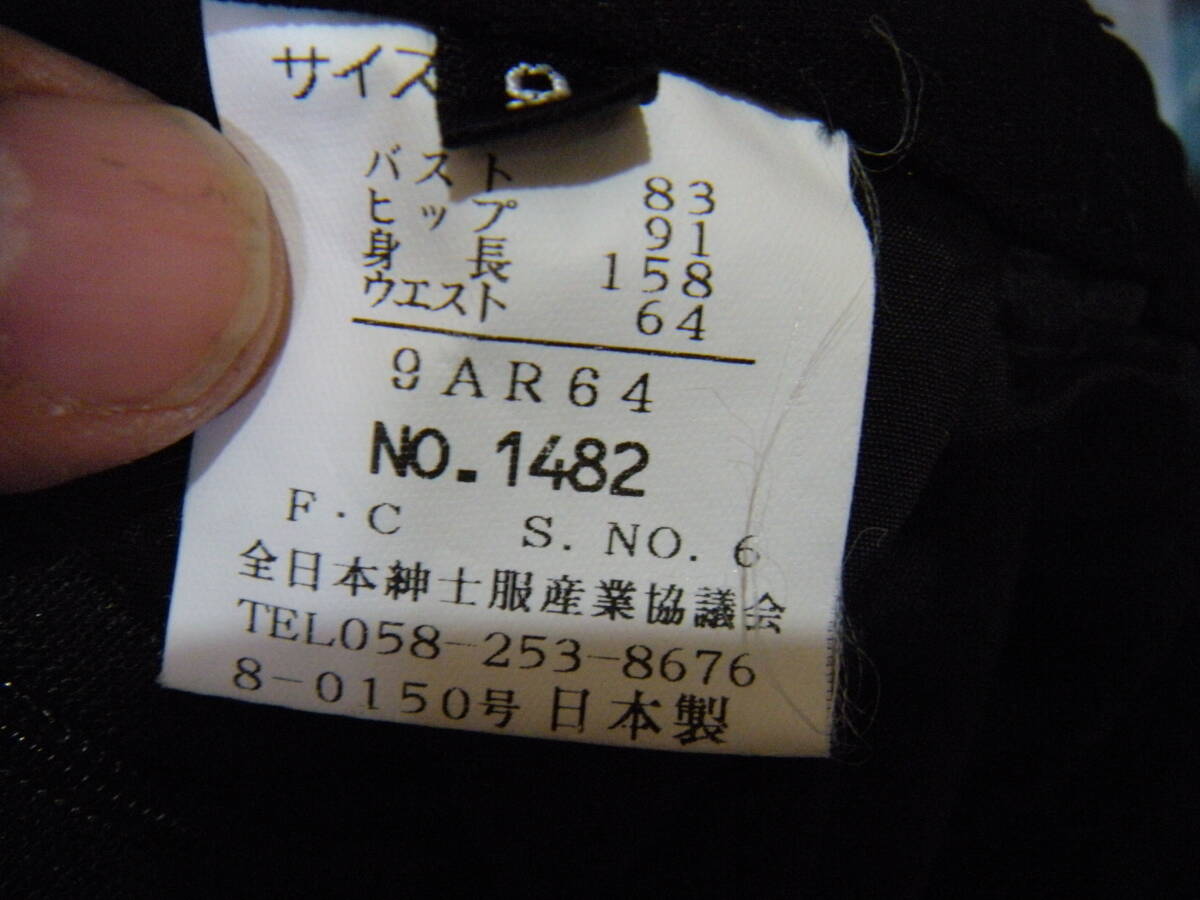 サイズ 9
バスト 83
ヒップ 91
身長 158
ウエスト 64
9AR64
NO.1482
F・C S.NO.6
全日本紳士服産業協議会
TEL058-253-8676
8-0150号 日本製